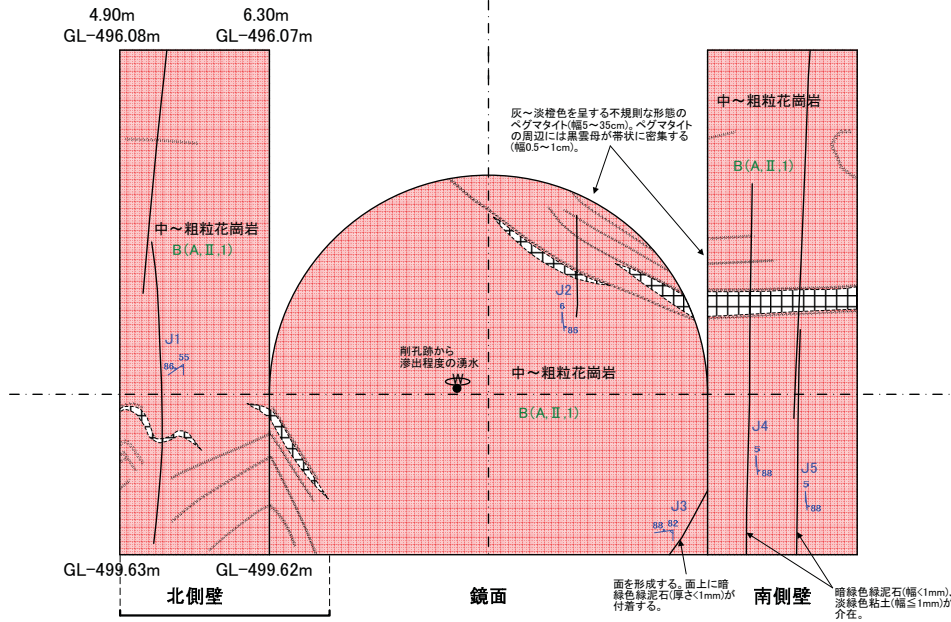 4.90m
6.30m
GL-496.08m
GL-496.07m
中～粗粒花崗岩
B(A,Ⅱ,1)
灰～淡橙色を呈する不規則な形態の
ペグマタイト(幅5～35cm)。ペグマタイト
の周辺には黒雲母が帯状に密集する
(幅0.5～1cm)。
中～粗粒花崗岩
B(A,Ⅱ,1)
J1
55
86
J2
6
85
削孔跡から
滲出程度の湧水
W
中～粗粒花崗岩
B(A,Ⅱ,1)
J3
88
82
J4
5
88
J5
5
88
GL-499.63m
GL-499.62m
北側壁
鏡面
南側壁
面を形成する。面上に暗
緑色緑泥石(厚さ<1mm)が
付着する。
暗緑色緑泥石(幅<1mm)、
淡緑色粘土(幅≦1mm)が
介在。